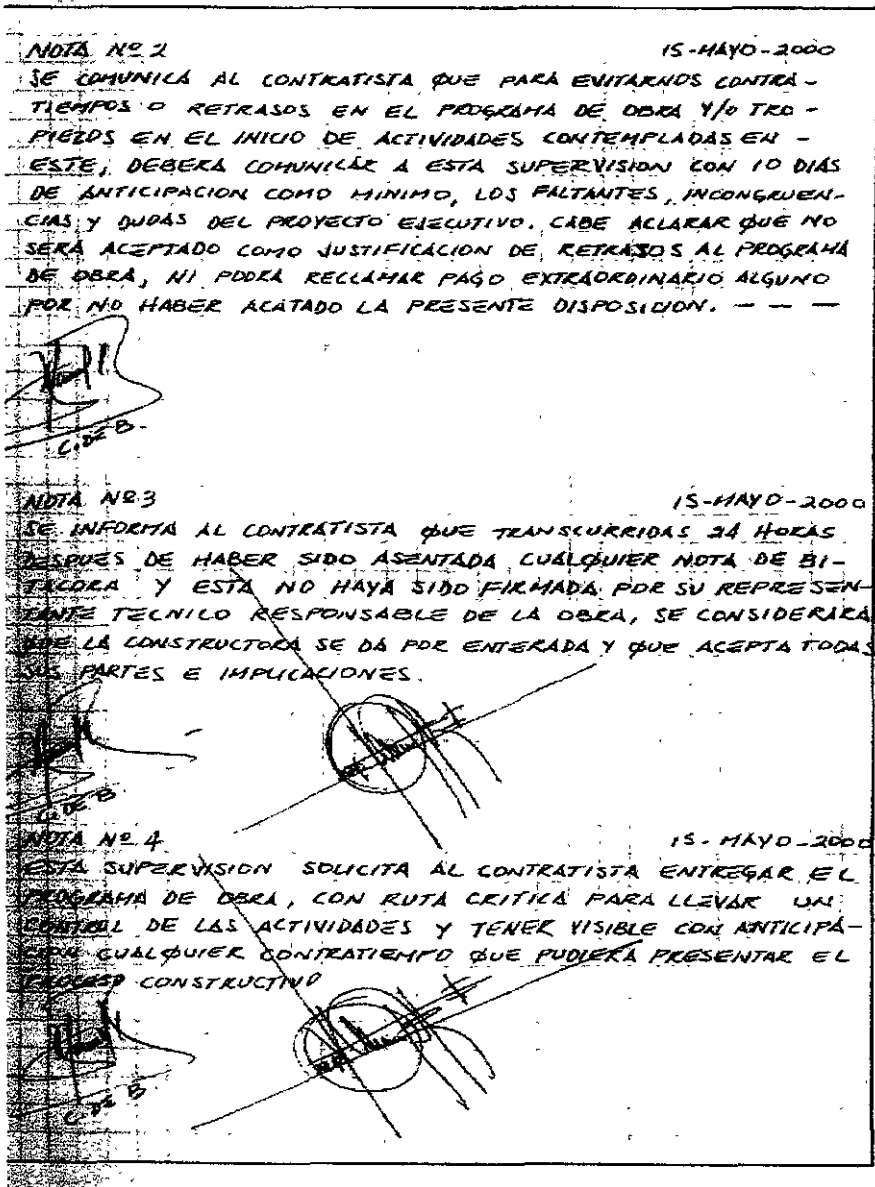 NOTA Nº 2 15-MAYO-2000
SE COMUNICA AL CONTRATISTA QUE PARA EVITARNOS CONTRA-
TIEMPOS O RETRASOS EN EL PROGRAMA DE OBRA Y/O TRO-
PIEZOS EN EL INICIO DE ACTIVIDADES CONTEMPLADAS EN -
ESTE, DEBERA COMUNICAR A ESTA SUPERVISION CON 10 DIAS
DE ANTICIPACION COMO MINIMO, LOS FALTANTES, INCONGRUEN-
CIAS Y DUDAS DEL PROYECTO EJECUTIVO. CABE ACLARAR QUE NO
SERA ACEPTADO COMO JUSTIFICACION DE RETRASOS AL PROGRAMA
DE OBRA, NI PODRA RECLAMAR PAGO EXTRAORDINARIO ALGUNO
POR NO HABER ACATADO LA PRESENTE DISPOSICION. — — —
C. DE B.
NOTA Nº 3 15-MAYO-2000
SE INFORMA AL CONTRATISTA QUE TRANSCURRIDAS 24 HORAS
DESPUES DE HABER SIDO ASENTADA CUALQUIER NOTA DE BI-
TACORA Y ESTA NO HAYA SIDO FIRMADA POR SU REPRESEN-
TANTE TECNICO RESPONSABLE DE LA OBRA, SE CONSIDERARA
QUE LA CONSTRUCTORA SE DA POR ENTERADA Y QUE ACEPTA TODAS
SUS PARTES E IMPLICACIONES.
C. DE B
NOTA Nº 4 15-MAYO-2000
ESTA SUPERVISION SOLICITA AL CONTRATISTA ENTREGAR EL
PROGRAMA DE OBRA, CON RUTA CRITICA PARA LLEVAR UN
CONTROL DE LAS ACTIVIDADES Y TENER VISIBLE CON ANTICIPA-
CION CUALQUIER CONTRATIEMPO QUE PUDIERA PRESENTAR EL
PROCESO CONSTRUCTIVO
C. DE B